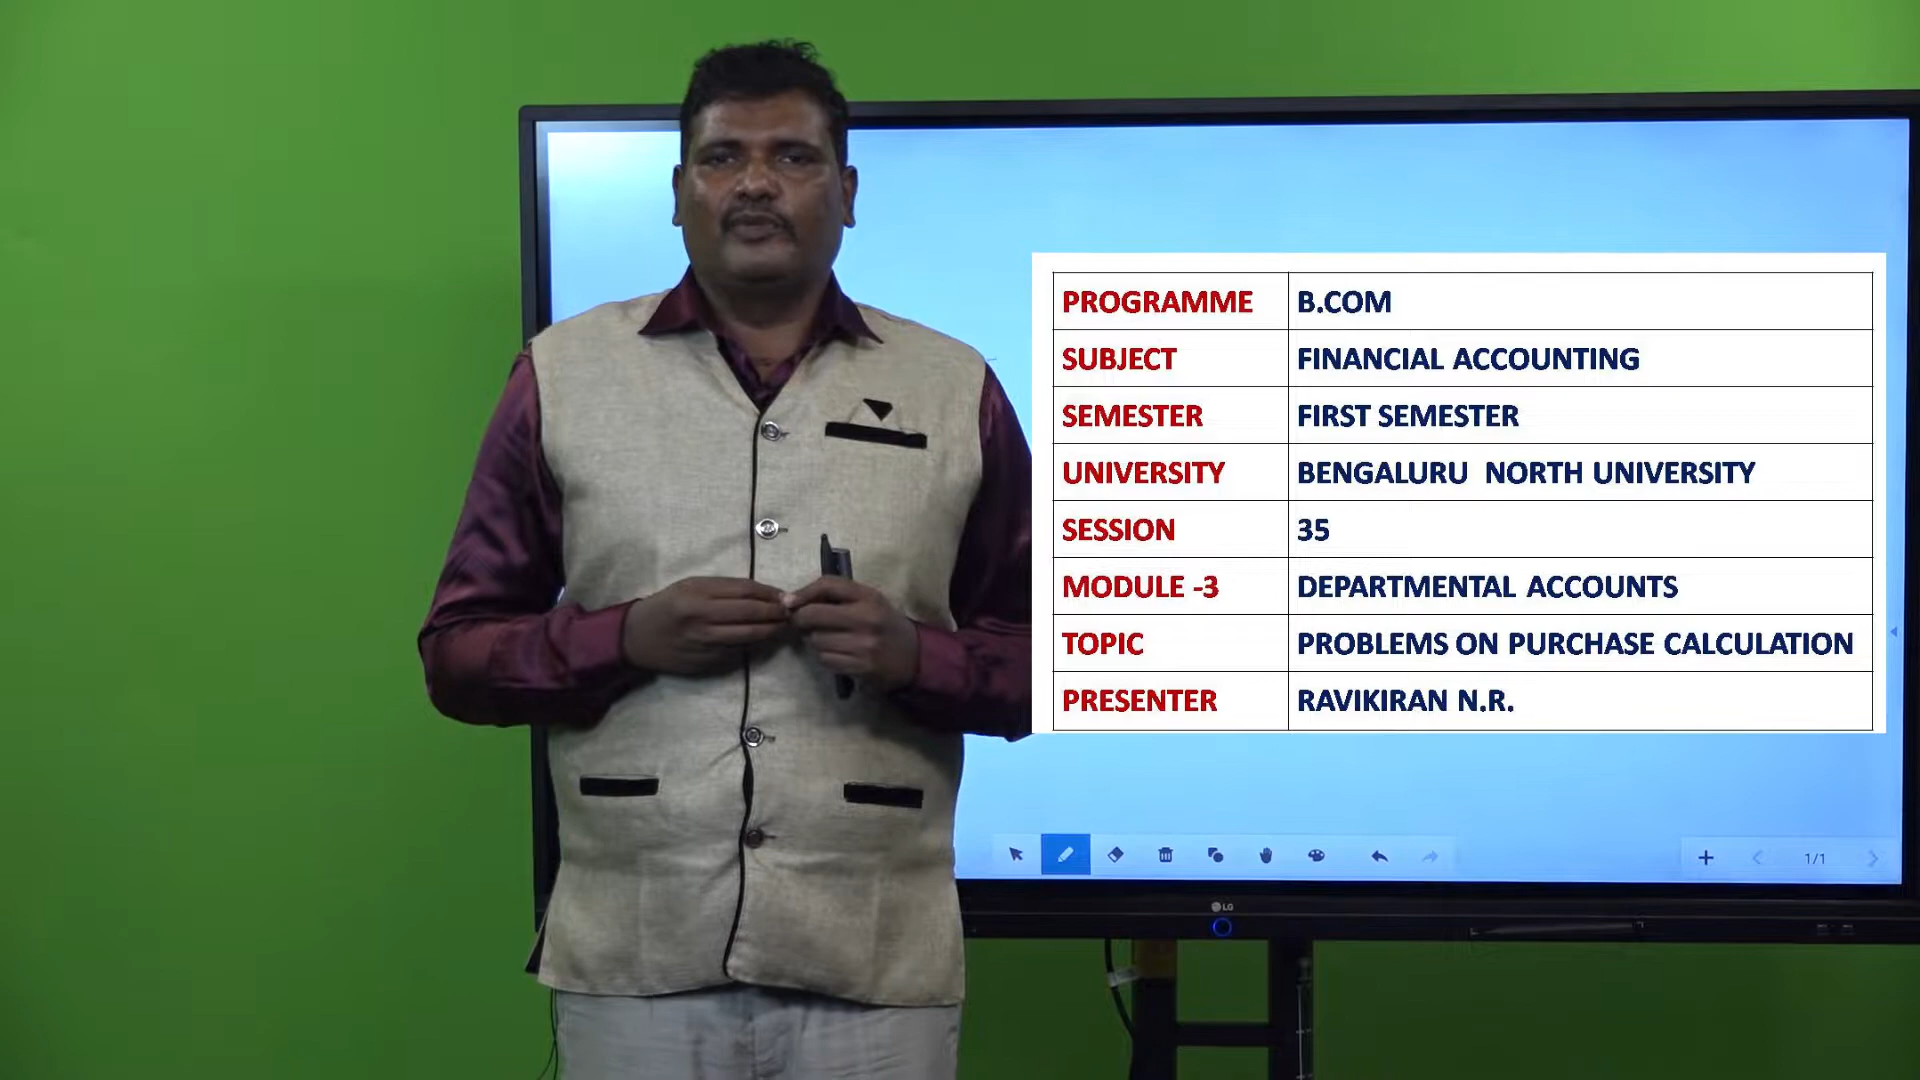 PROGRAMME B.COM
SUBJECT FINANCIAL ACCOUNTING
SEMESTER FIRST SEMESTER
UNIVERSITY BENGALURU NORTH UNIVERSITY
SESSION 35
MODULE -3 DEPARTMENTAL ACCOUNTS
TOPIC PROBLEMS ON PURCHASE CALCULATION
PRESENTER RAVIKIRAN N.R.
1/1
LG